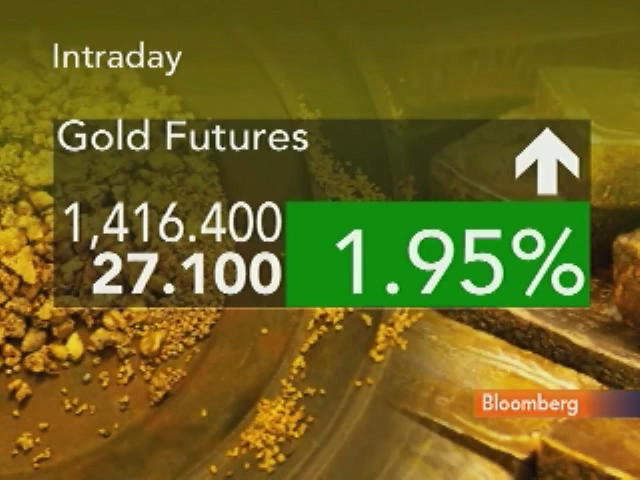 Intraday
Gold Futures
1,416.400
27.100
1.95%
Bloomberg